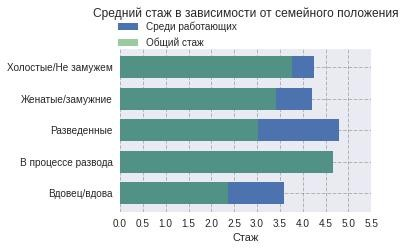 Средний стаж в зависимости от семейного положения
Среди работающих
Общий стаж
Холостые/Не замужем
Женатые/замужние
Разведенные
В процессе развода
Вдовец/вдова
0.0 0.5 1.0 1.5 2.0 2.5 3.0 3.5 4.0 4.5 5.0 5.5
Стаж